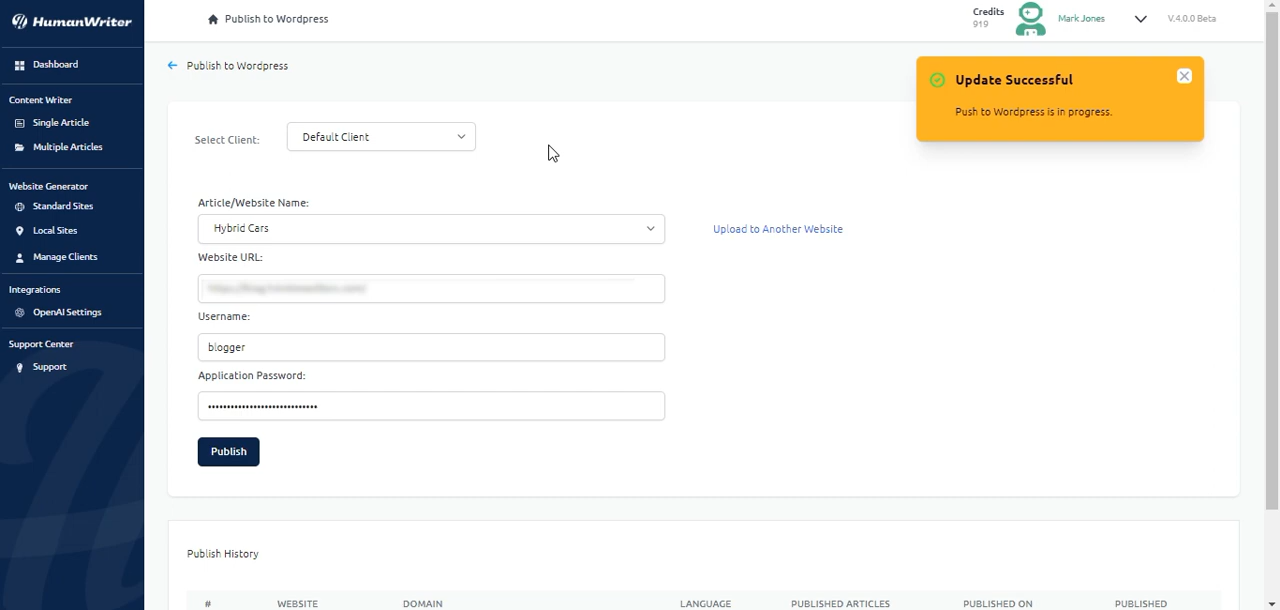 HumanWriter
Publish to Wordpress
Credits
919
Mark Jones
V.4.0.0 Beta
Dashboard
Content Writer
Single Article
Multiple Articles
Website Generator
Standard Sites
Local Sites
Manage Clients
Integrations
OpenAI Settings
Support Center
Support
Publish to Wordpress
Update Successful
Push to Wordpress is in progress.
Select Client:
Default Client
Article/Website Name:
Hybrid Cars
Upload to Another Website
Website URL:
Username:
blogger
Application Password:
Publish
Publish History
# WEBSITE DOMAIN LANGUAGE PUBLISHED ARTICLES PUBLISHED ON PUBLISHED